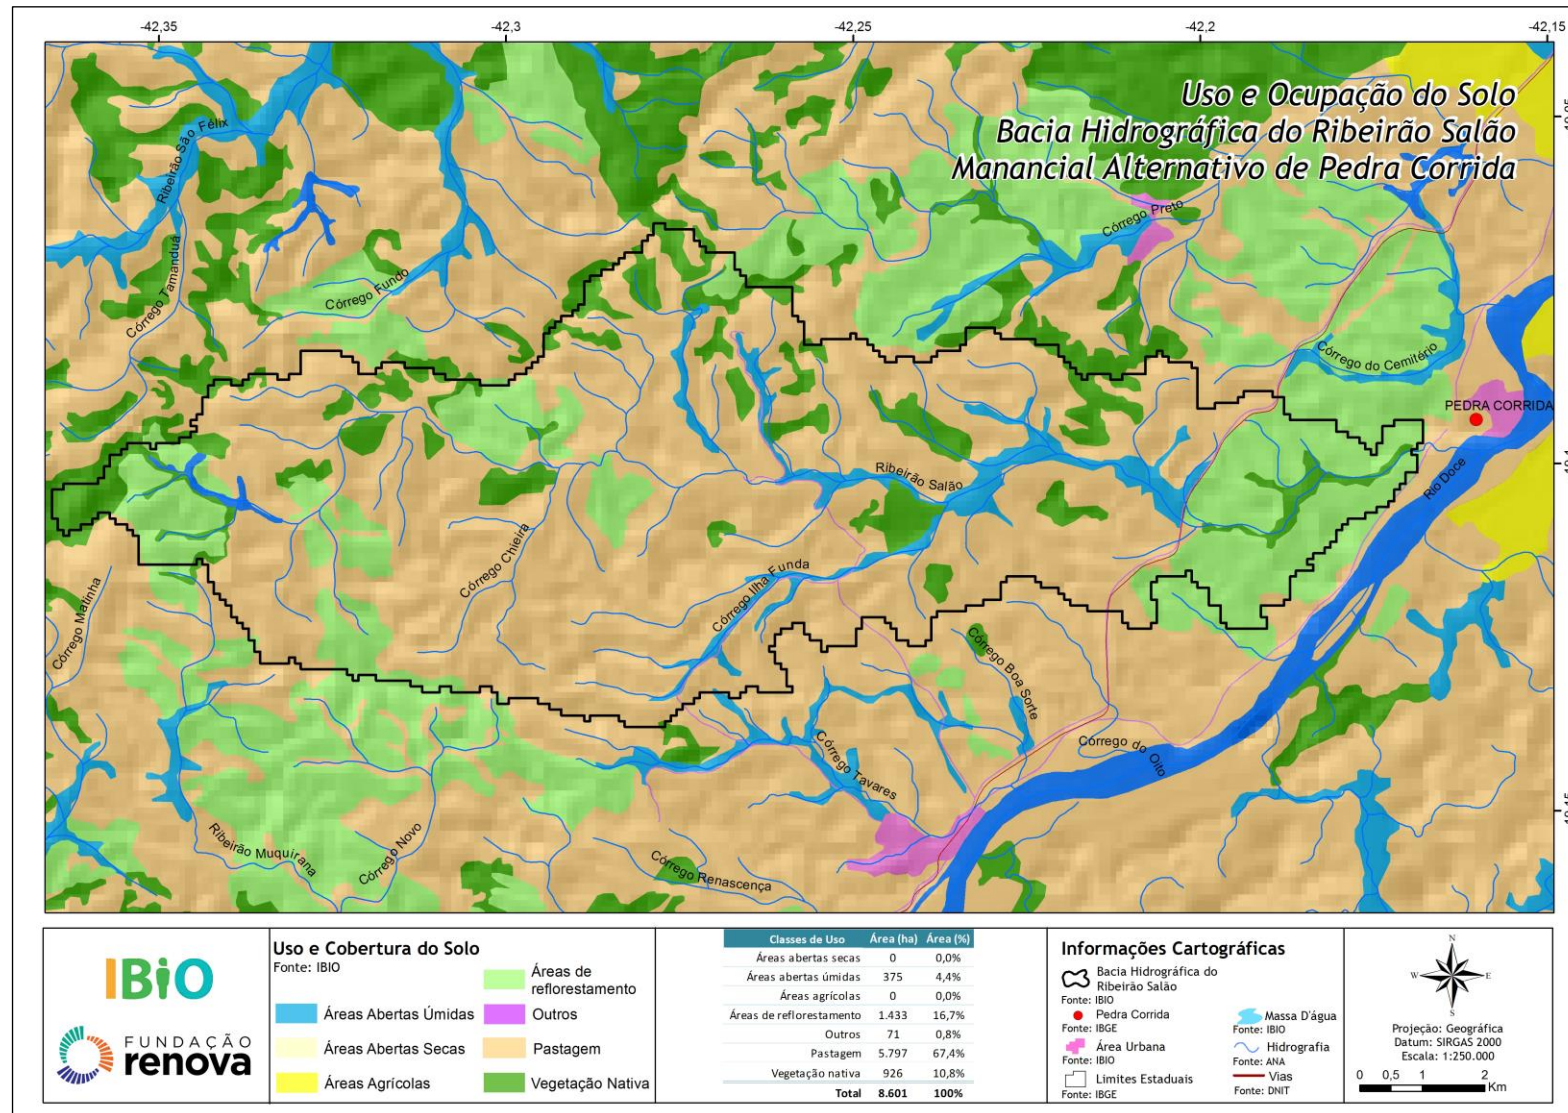 -42,35 -42,3 -42,25 -42,2 -42,15
Uso e Ocupação do Solo
Bacia Hidrográfica do Ribeirão Salão
Manancial Alternativo de Pedra Corrida
Ribeirão São Félix
Córrego Tamanduá
Córrego Fundo
Córrego Preto
Córrego do Cemitério
PEDRA CORRIDA
Ribeirão Salão
Rio Doce
Córrego Chieira
Córrego Ilha Funda
Córrego Matinha
Córrego Boa Sorte
Córrego do Oito
Córrego Tavares
Ribeirão Muquirana
Córrego Novo
Córrego Renascença
IBiO
FUNDAÇÃO
renova
Uso e Cobertura do Solo
Fonte: IBIO
Áreas Abertas Úmidas
Áreas Abertas Secas
Áreas Agrícolas
Áreas de
reflorestamento
Outros
Pastagem
Vegetação Nativa
Classes de Uso Área (ha) Área (%)
Áreas abertas secas 0 0,0%
Áreas abertas úmidas 375 4,4%
Áreas agrícolas 0 0,0%
Áreas de reflorestamento 1.433 16,7%
Outros 71 0,8%
Pastagem 5.797 67,4%
Vegetação nativa 926 10,8%
Total 8.601 100%
Informações Cartográficas
Bacia Hidrográfica do
Ribeirão Salão
Fonte: IBIO
Pedra Corrida
Fonte: IBGE
Área Urbana
Fonte: IBIO
Limites Estaduais
Fonte: IBGE
Massa D'água
Fonte: IBIO
Hidrografia
Fonte: ANA
Vias
Fonte: DNIT
N
W E
S
Projeção: Geográfica
Datum: SIRGAS 2000
Escala: 1:250.000
0 0,5 1 2
Km